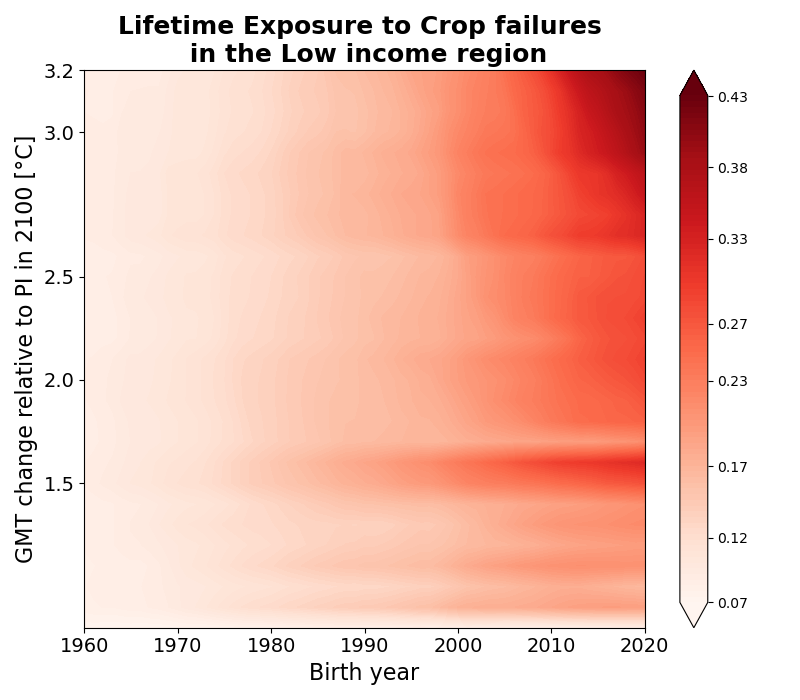 Lifetime Exposure to Crop failures
in the Low income region
GMT change relative to PI in 2100 [°C]
3.2
3.0
2.5
2.0
1.5
1960 1970 1980 1990 2000 2010 2020
Birth year
0.43
0.38
0.33
0.27
0.23
0.17
0.12
0.07